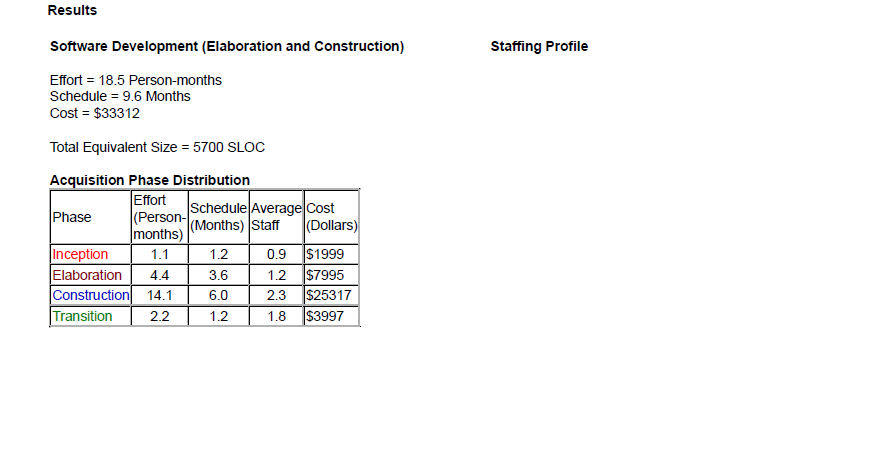 Results
Software Development (Elaboration and Construction)
Staffing Profile
Effort = 18.5 Person-months
Schedule = 9.6 Months
Cost = $33312
Total Equivalent Size = 5700 SLOC
Acquisition Phase Distribution
Phase Effort (Person-months) Schedule (Months) Average Staff Cost (Dollars)
Inception 1.1 1.2 0.9 $1999
Elaboration 4.4 3.6 1.2 $7995
Construction 14.1 6.0 2.3 $25317
Transition 2.2 1.2 1.8 $3997